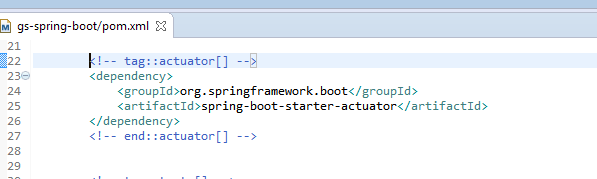 gs-spring-boot/pom.xml
21
22 <!-- tag::actuator[] -->
23 <dependency>
24 <groupId>org.springframework.boot</groupId>
25 <artifactId>spring-boot-starter-actuator</artifactId>
26 </dependency>
27 <!-- end::actuator[] -->
28
29